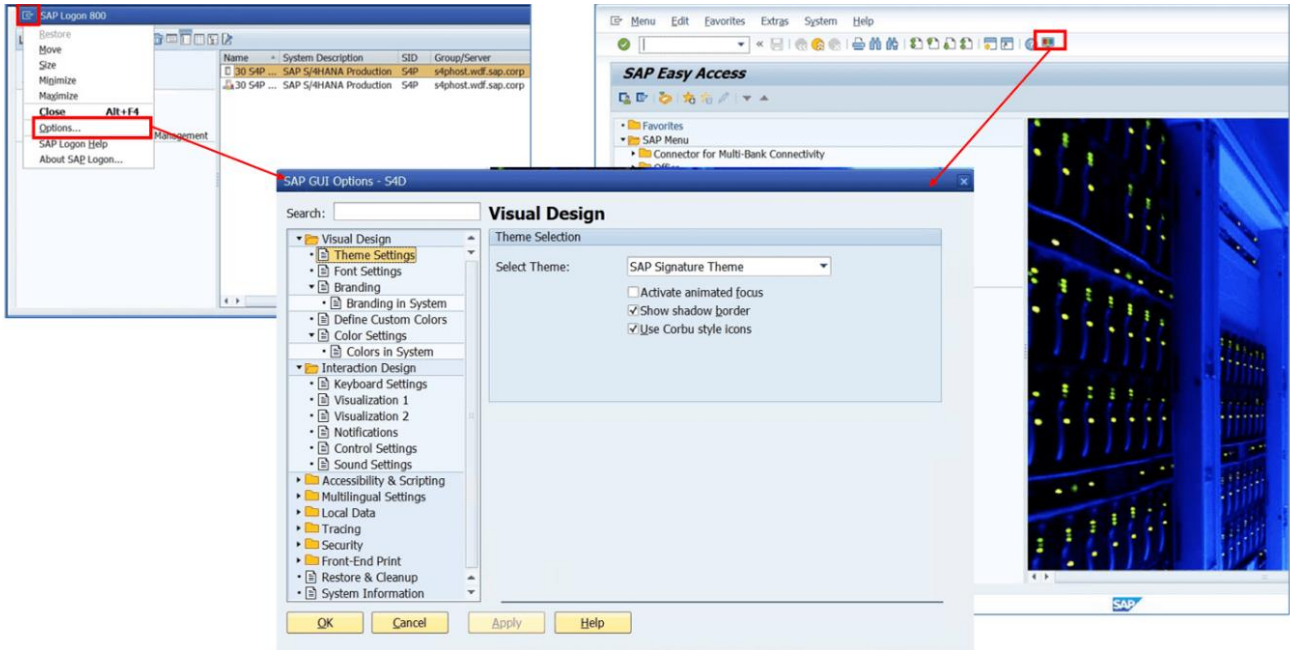 SAP Logon 800
Restore
Move
Size
Minimize
Maximize
Close Alt+F4
Options...
SAP Logon Help
About SAP Logon...
Management
Name System Description SID Group/Server
30 S4P ... SAP S/4HANA Production S4P s4phost.wdf.sap.corp
30 S4P ... SAP S/4HANA Production S4P s4phost.wdf.sap.corp
Menu Edit Favorites Extras System Help
SAP Easy Access
Favorites
SAP Menu
Connector for Multi-Bank Connectivity
Office
SAP GUI Options - S4D
Search:
Visual Design
Theme Settings
Font Settings
Branding
Branding in System
Define Custom Colors
Color Settings
Colors in System
Interaction Design
Keyboard Settings
Visualization 1
Visualization 2
Notifications
Control Settings
Sound Settings
Accessibility & Scripting
Multilingual Settings
Local Data
Tracing
Security
Front-End Print
Restore & Cleanup
System Information
Visual Design
Theme Selection
Select Theme: SAP Signature Theme
Activate animated focus
Show shadow border
Use Corbu style icons
OK Cancel Apply Help
SAP